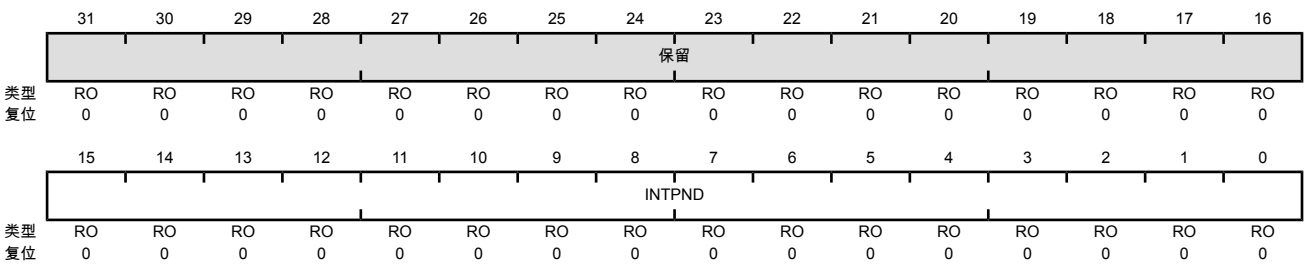 31 30 29 28 27 26 25 24 23 22 21 20 19 18 17 16
保留
类型 RO RO RO RO RO RO RO RO RO RO RO RO RO RO RO RO
复位 0 0 0 0 0 0 0 0 0 0 0 0 0 0 0 0
15 14 13 12 11 10 9 8 7 6 5 4 3 2 1 0
INTPND
类型 RO RO RO RO RO RO RO RO RO RO RO RO RO RO RO RO
复位 0 0 0 0 0 0 0 0 0 0 0 0 0 0 0 0